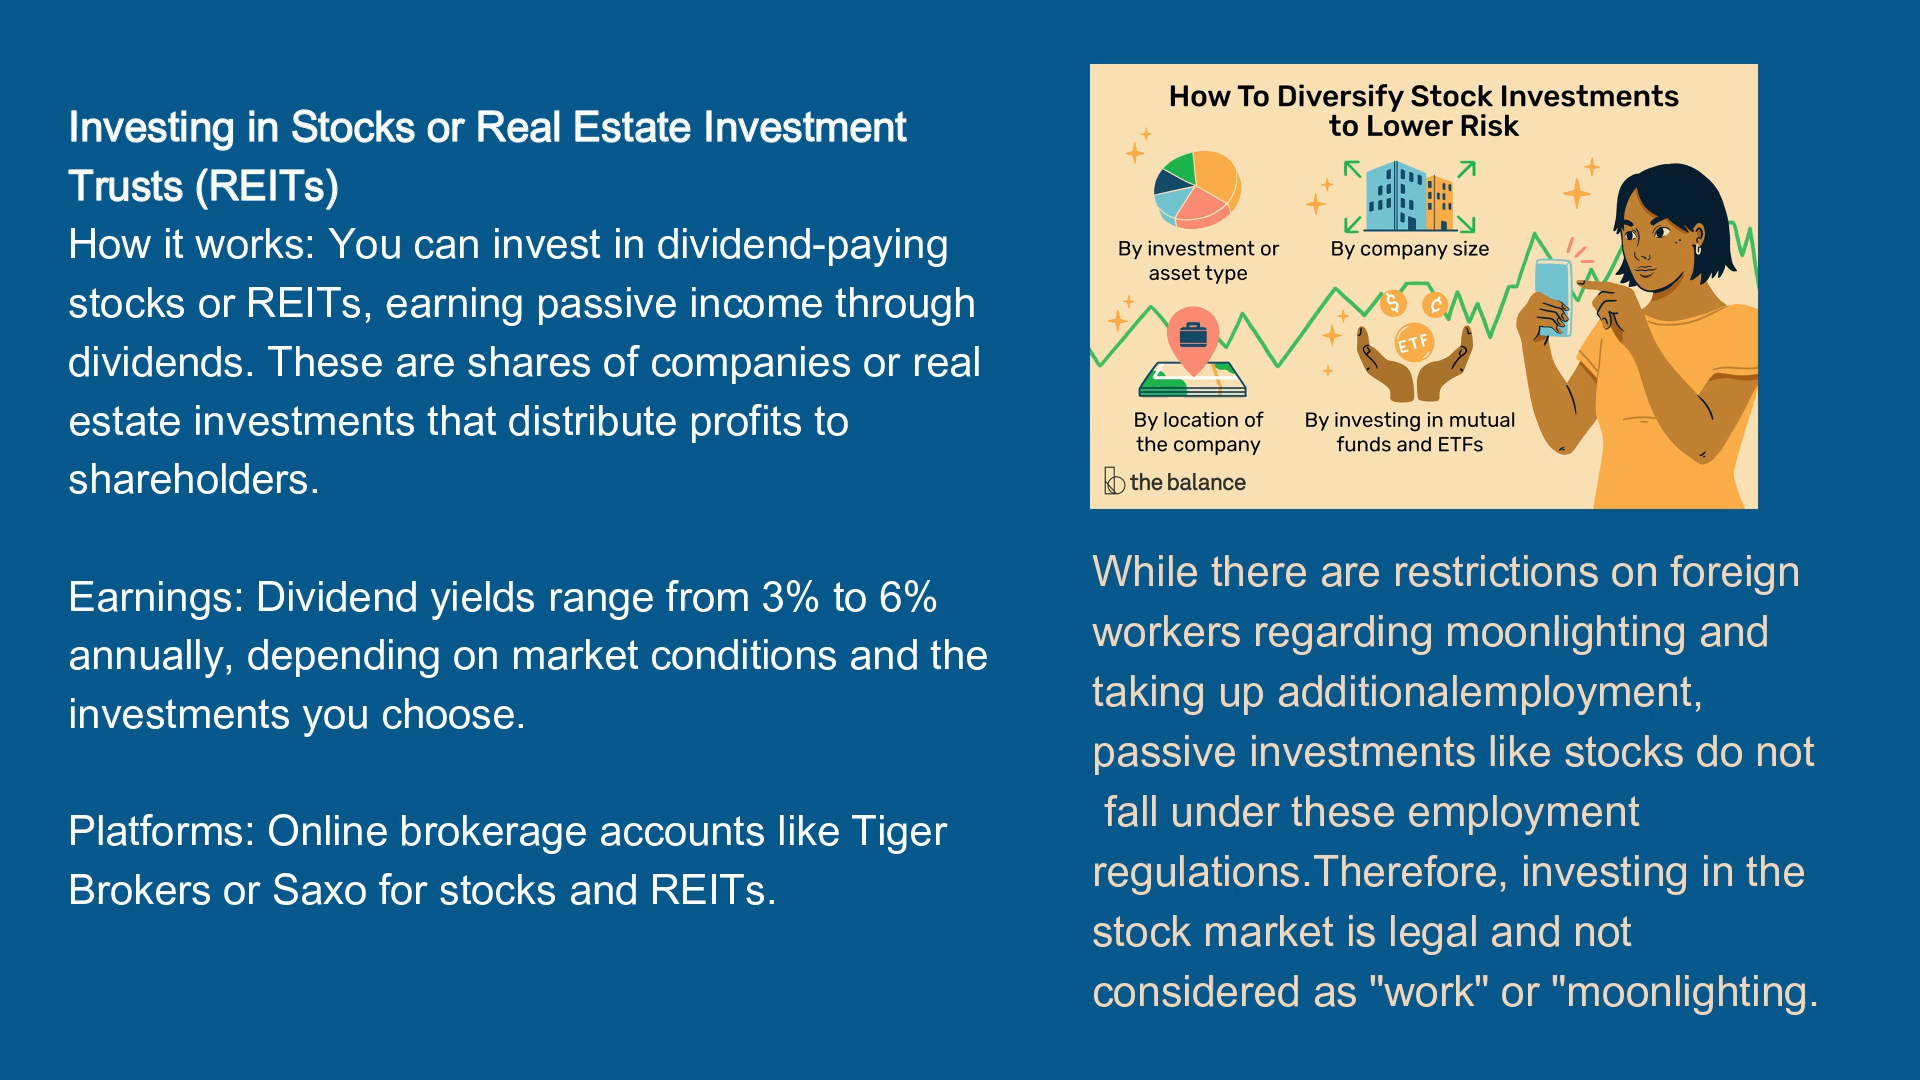 Investing in Stocks or Real Estate Investment
Trusts (REITs)
How it works: You can invest in dividend-paying
stocks or REITs, earning passive income through
dividends. These are shares of companies or real
estate investments that distribute profits to
shareholders.
Earnings: Dividend yields range from 3% to 6%
annually, depending on market conditions and the
investments you choose.
Platforms: Online brokerage accounts like Tiger
Brokers or Saxo for stocks and REITs.
How To Diversify Stock Investments
to Lower Risk
By investment or
asset type
By company size
$
ETF
By location of
the company
By investing in mutual
funds and ETFs
the balance
While there are restrictions on foreign
workers regarding moonlighting and
taking up additionalemployment,
passive investments like stocks do not
fall under these employment
regulations.Therefore, investing in the
stock market is legal and not
considered as "work" or "moonlighting.